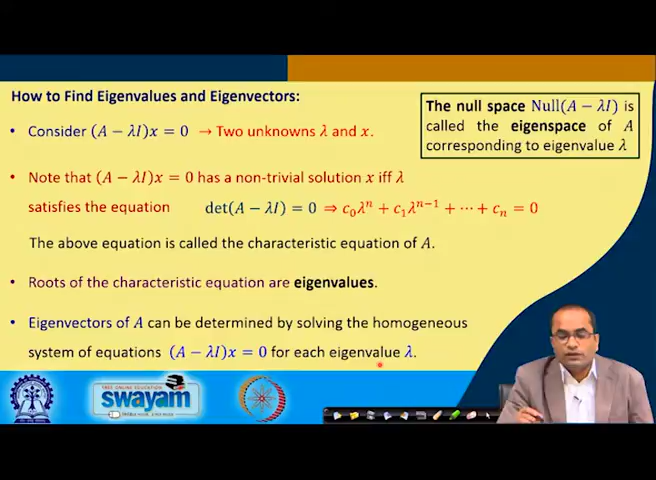 How to Find Eigenvalues and Eigenvectors:
• Consider (A − λI)x = 0 → Two unknowns λ and x.
The null space Null(A − λI) is
called the eigenspace of A
corresponding to eigenvalue λ
• Note that (A − λI)x = 0 has a non-trivial solution x iff λ
satisfies the equation det(A − λI) = 0 ⇒ c₀λⁿ + c₁λⁿ⁻¹ + ⋯ + cₙ = 0
The above equation is called the characteristic equation of A.
• Roots of the characteristic equation are eigenvalues.
• Eigenvectors of A can be determined by solving the homogeneous
system of equations (A − λI)x = 0 for each eigenvalue λ.
FREE ONLINE EDUCATION
swayam